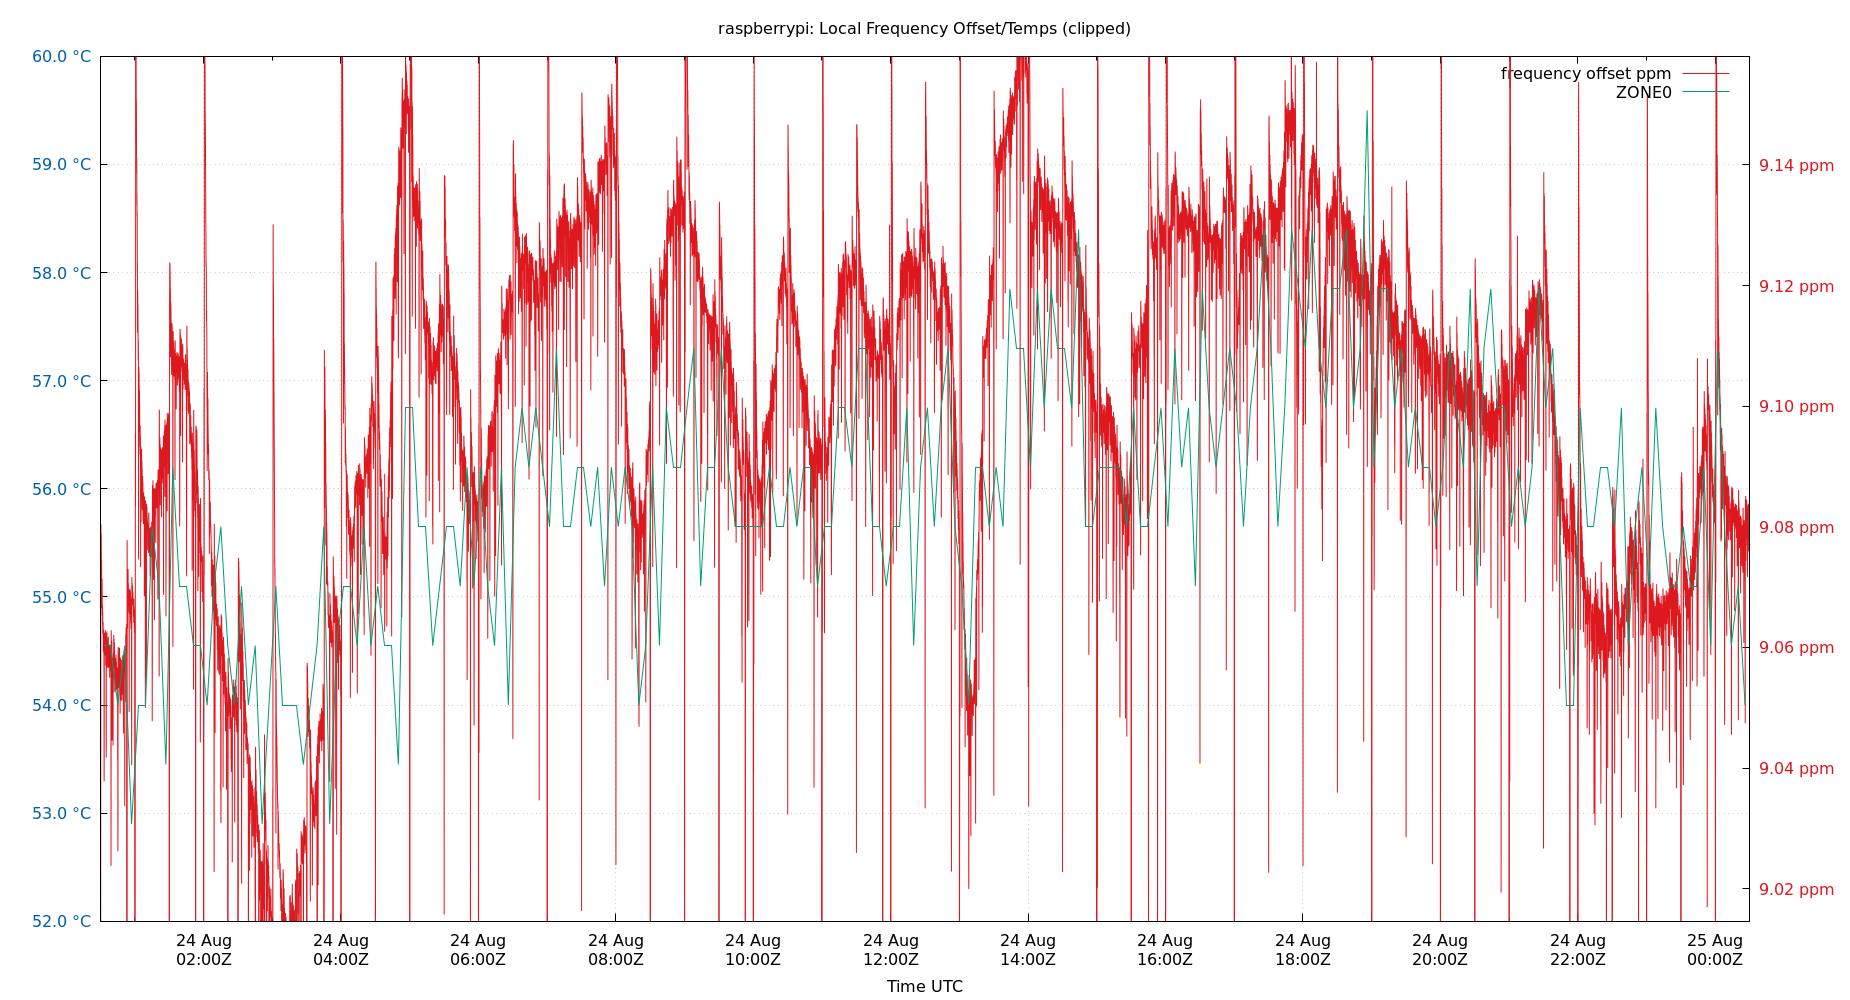 raspberrypi: Local Frequency Offset/Temps (clipped)
frequency offset ppm
ZONE0
60.0 °C
59.0 °C
58.0 °C
57.0 °C
56.0 °C
55.0 °C
54.0 °C
53.0 °C
52.0 °C
9.14 ppm
9.12 ppm
9.10 ppm
9.08 ppm
9.06 ppm
9.04 ppm
9.02 ppm
24 Aug 24 Aug 24 Aug 24 Aug 24 Aug 24 Aug 24 Aug 24 Aug 24 Aug 24 Aug 24 Aug 25 Aug
02:00Z 04:00Z 06:00Z 08:00Z 10:00Z 12:00Z 14:00Z 16:00Z 18:00Z 20:00Z 22:00Z 00:00Z
Time UTC